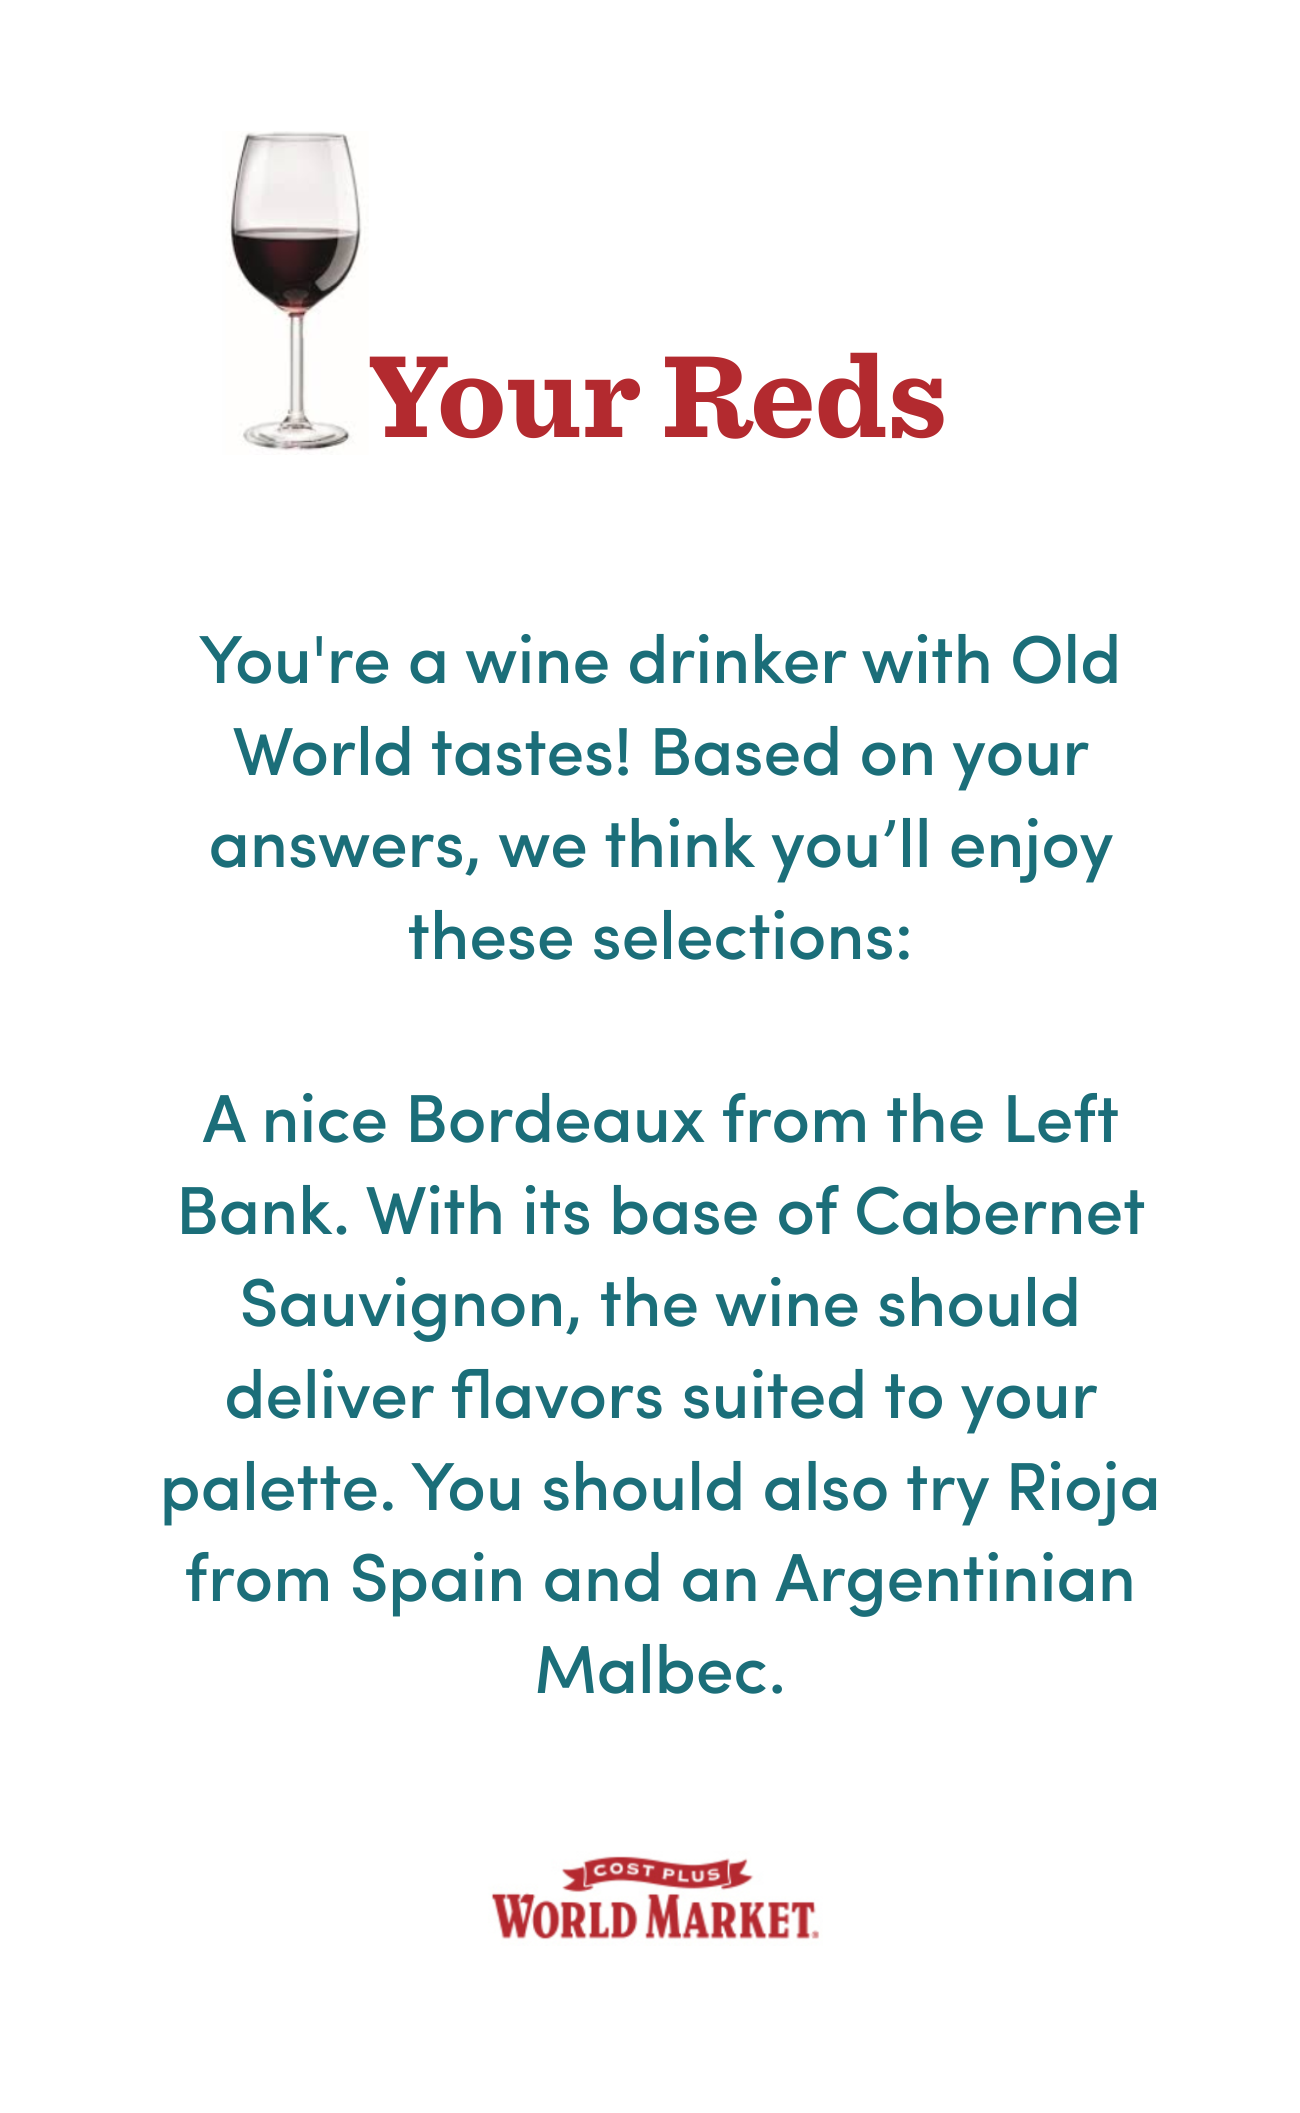 Your Reds
You're a wine drinker with Old
World tastes! Based on your
answers, we think you’ll enjoy
these selections:
A nice Bordeaux from the Left
Bank. With its base of Cabernet
Sauvignon, the wine should
deliver flavors suited to your
palette. You should also try Rioja
from Spain and an Argentinian
Malbec.
COST PLUS
WORLD MARKET®